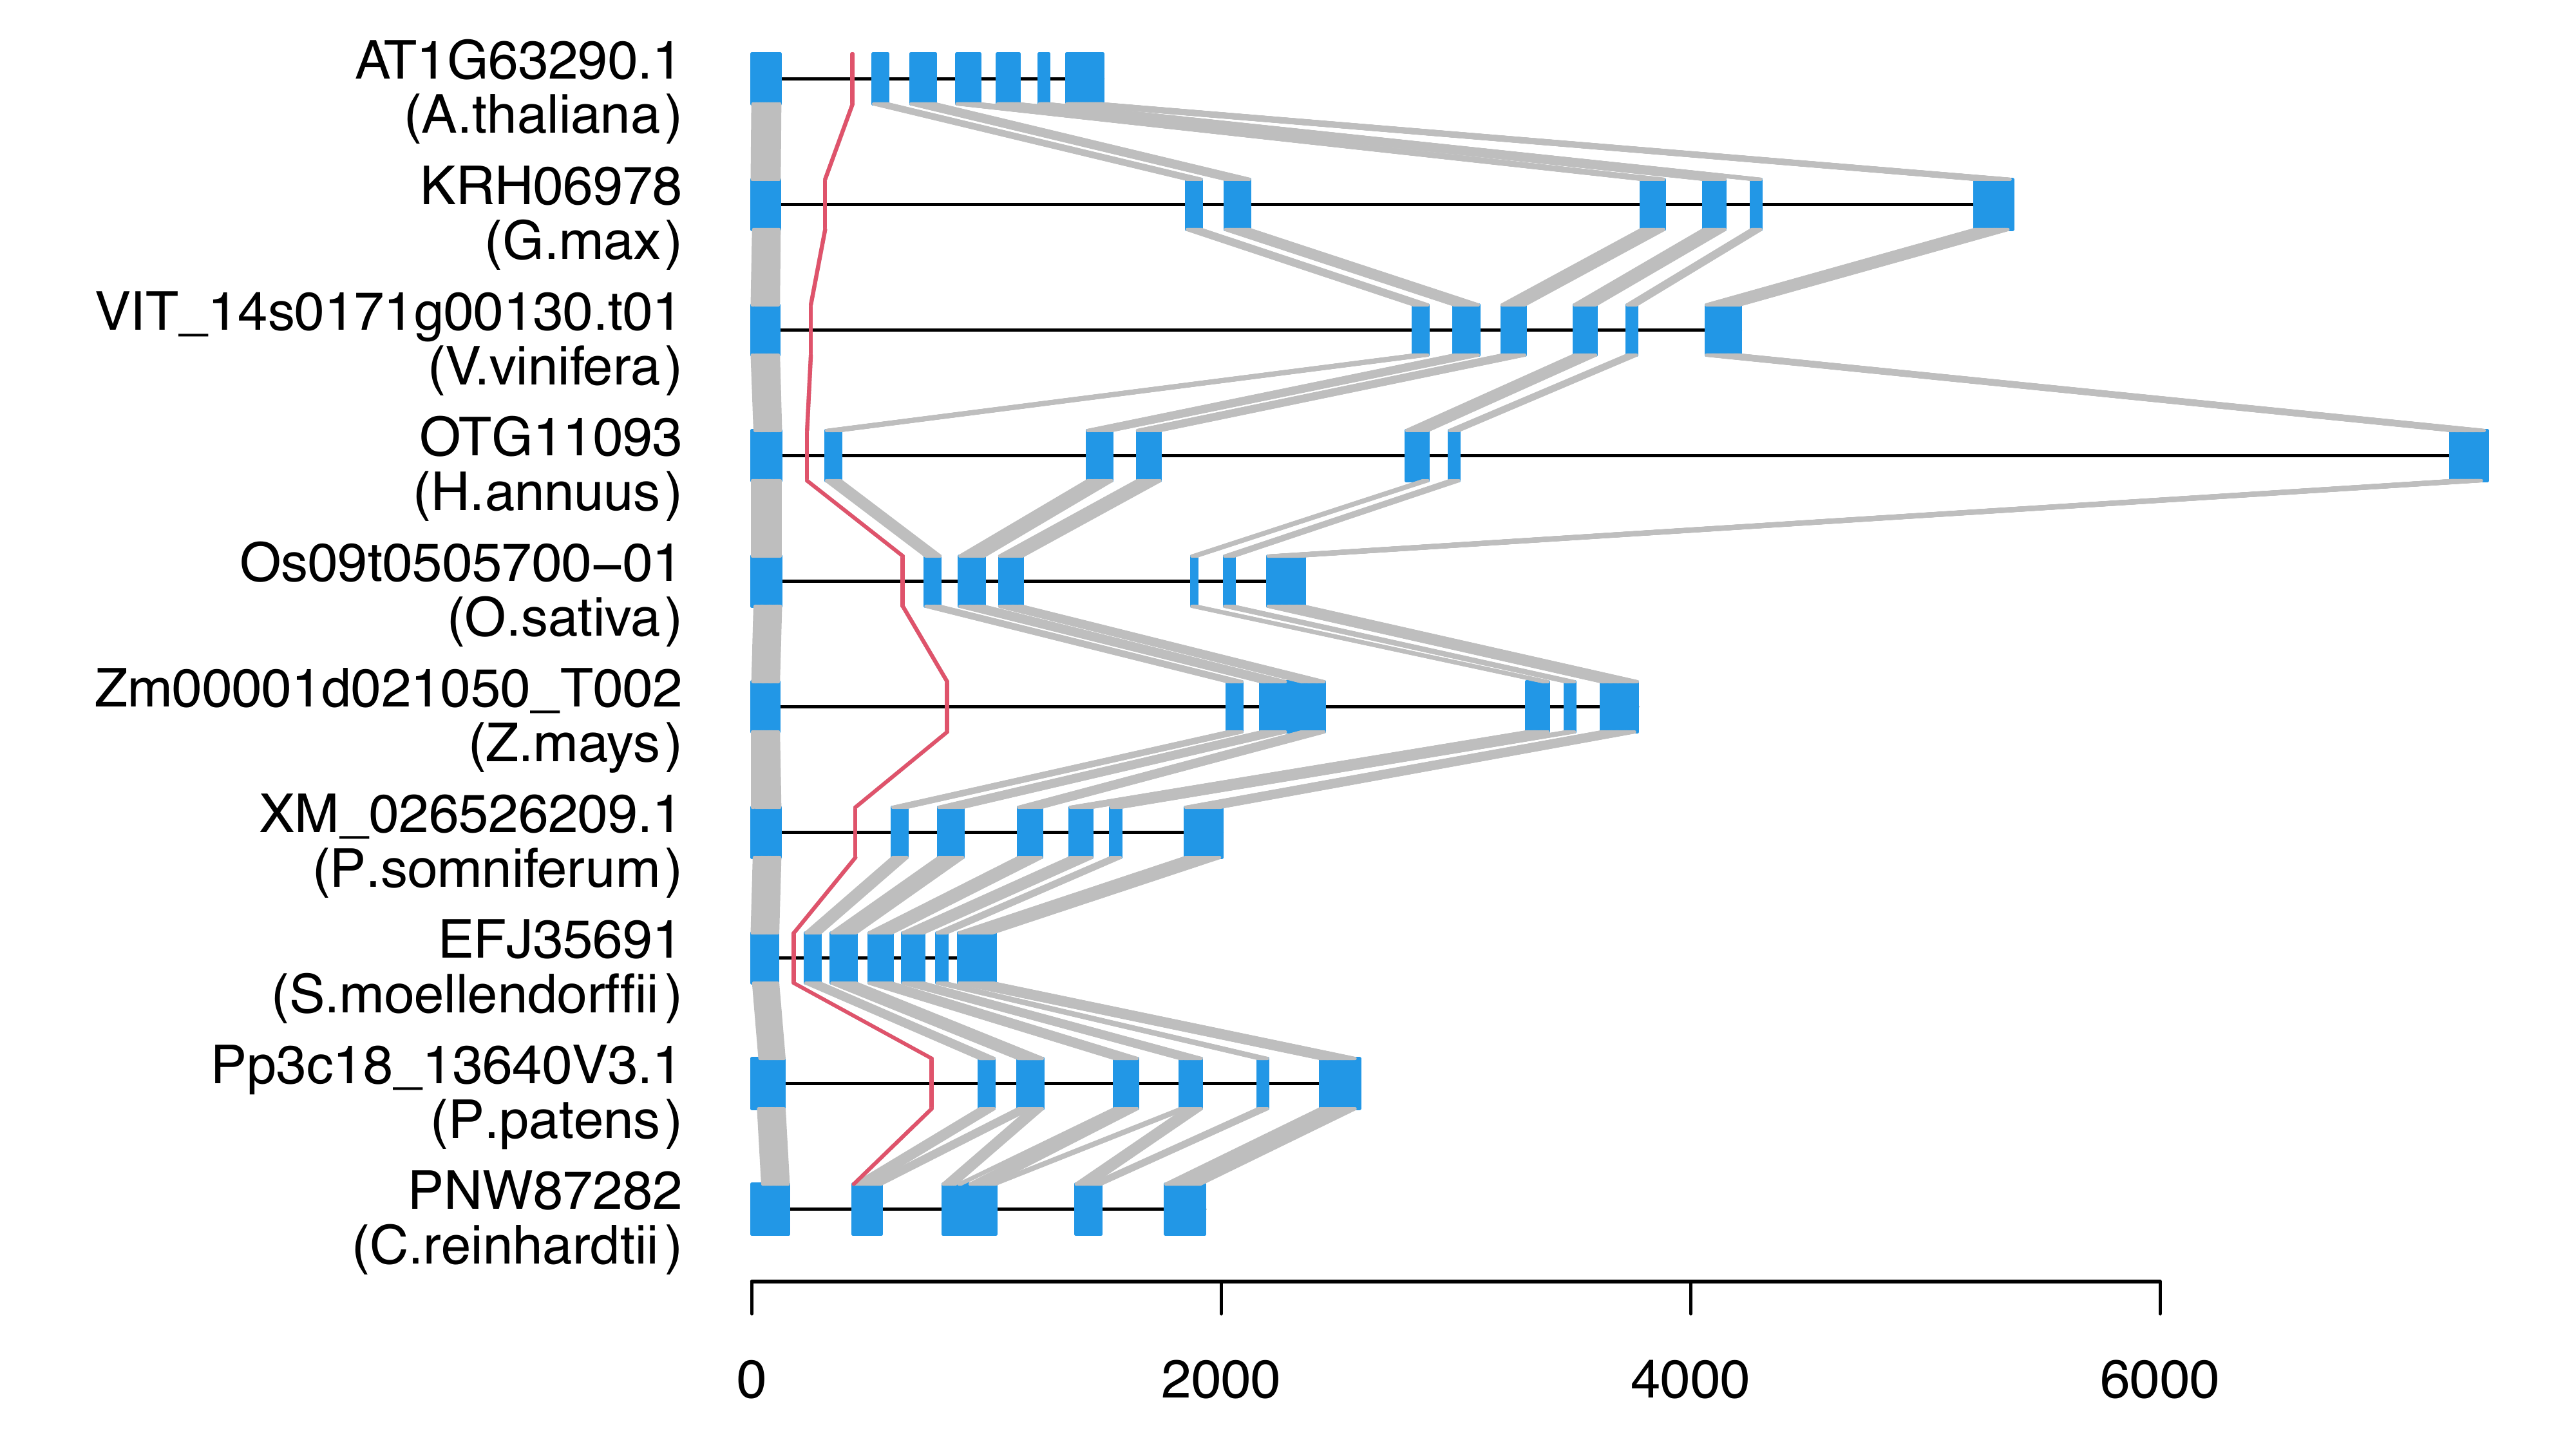 AT1G63290.1
(A.thaliana)
KRH06978
(G.max)
VIT_14s0171g00130.t01
(V.vinifera)
OTG11093
(H.annuus)
Os09t0505700−01
(O.sativa)
Zm00001d021050_T002
(Z.mays)
XM_026526209.1
(P.somniferum)
EFJ35691
(S.moellendorffii)
Pp3c18_13640V3.1
(P.patens)
PNW87282
(C.reinhardtii)
0 2000 4000 6000